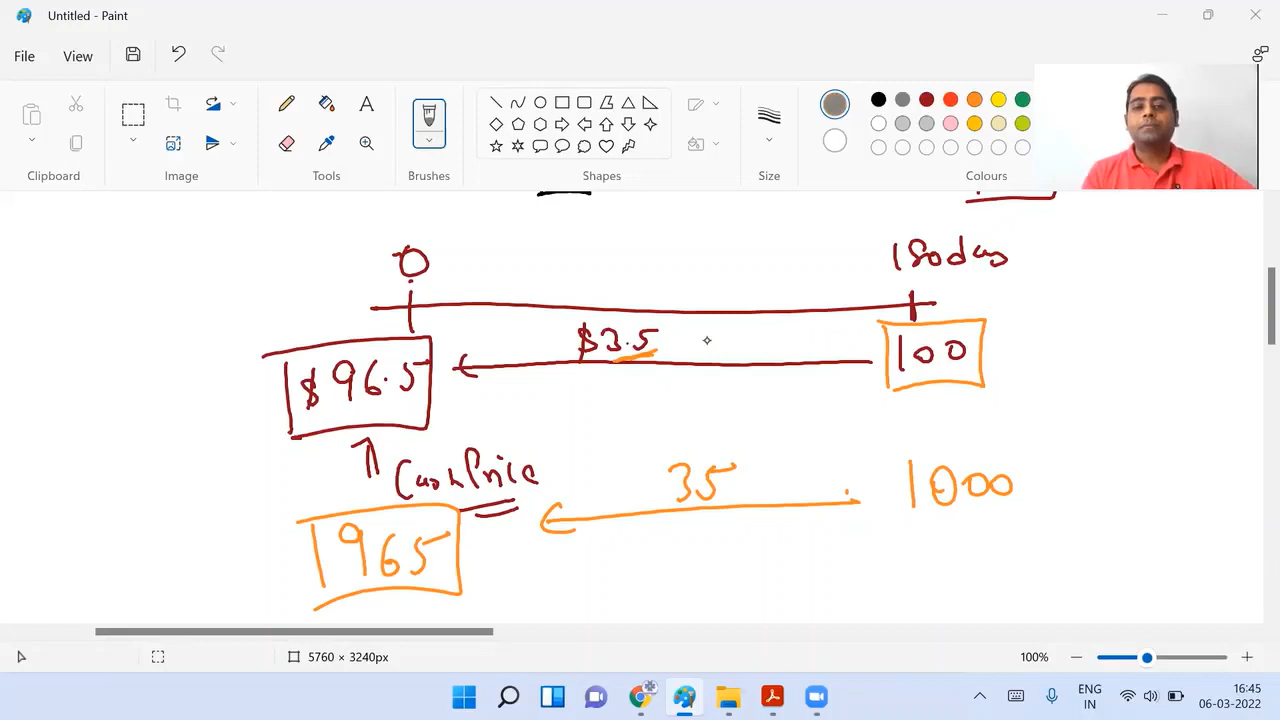 Untitled - Paint
File View
Clipboard Image Tools Brushes Shapes Size Colours
0 180 days
$3.5
$96.5 100
Cash Price
35 1000
965
5760 × 3240px 100%
ENG 16:45
IN 06-03-2022